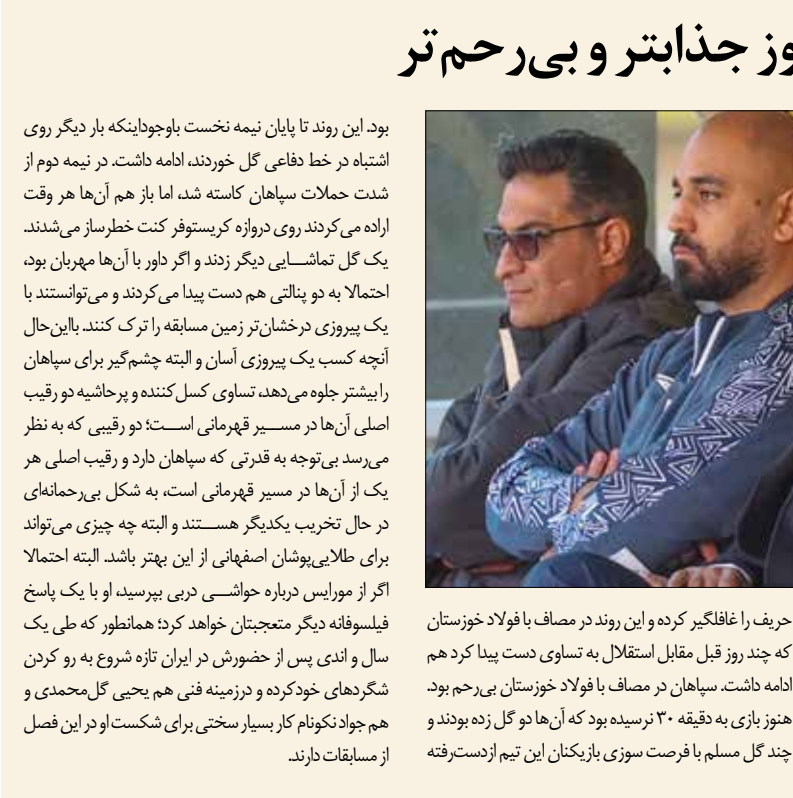 وز جذابتر و بی‌رحم‌تر
حریف را غافلگیر کرده و این روند در مصاف با فولاد خوزستان
که چند روز قبل مقابل استقلال به تساوی دست پیدا کرد هم
ادامه داشت. سپاهان در مصاف با فولاد خوزستان بی‌رحم بود.
هنوز بازی به دقیقه ۳۰ نرسیده بود که آن‌ها دو گل زده بودند و
چند گل مسلم با فرصت سوزی بازیکنان این تیم ازدست‌رفته
بود. این روند تا پایان نیمه نخست باوجوداینکه بار دیگر روی
اشتباه در خط دفاعی گل خوردند، ادامه داشت. در نیمه دوم از
شدت حملات سپاهان کاسته شد، اما باز هم آن‌ها هر وقت
اراده می‌کردند روی دروازه کریستوفر کنت خطرساز می‌شدند.
یک گل تماشایی دیگر زدند و اگر داور با آن‌ها مهربان بود،
احتمالا به دو پنالتی هم دست پیدا می‌کردند و می‌توانستند با
یک پیروزی درخشان‌تر زمین مسابقه را ترک کنند. بااین‌حال
آنچه کسب یک پیروزی آسان و البته چشم‌گیر برای سپاهان
را بیشتر جلوه می‌دهد، تساوی کسل‌کننده و پرحاشیه دو رقیب
اصلی آن‌ها در مسیر قهرمانی است؛ دو رقیبی که به نظر
می‌رسد بی‌توجه به قدرتی که سپاهان دارد و رقیب اصلی هر
یک از آن‌ها در مسیر قهرمانی است، به شکل بی‌رحمانه‌ای
در حال تخریب یکدیگر هستند و البته چه چیزی می‌تواند
برای طلایی‌پوشان اصفهانی از این بهتر باشد. البته احتمالا
اگر از مورایس درباره حواشی دربی بپرسید، او با یک پاسخ
فیلسوفانه دیگر متعجبتان خواهد کرد؛ همانطور که طی یک
سال و اندی پس از حضورش در ایران تازه شروع به رو کردن
شگردهای خودکرده و درزمینه فنی هم یحیی گل‌محمدی و
هم جواد نکونام کار بسیار سختی برای شکست او در این فصل
از مسابقات دارند.